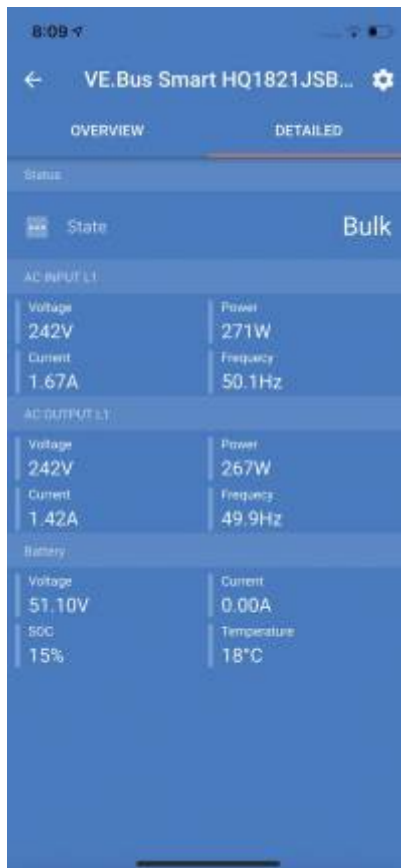 8:09
VE.Bus Smart HQ1821JSB...
OVERVIEW DETAILED
Status
State Bulk
AC INPUT L1
Voltage Power
242V 271W
Current Frequecy
1.67A 50.1Hz
AC OUTPUT L1
Voltage Power
242V 267W
Current Frequecy
1.42A 49.9Hz
Battery
Voltage Current
51.10V 0.00A
SOC Temperature
15% 18°C